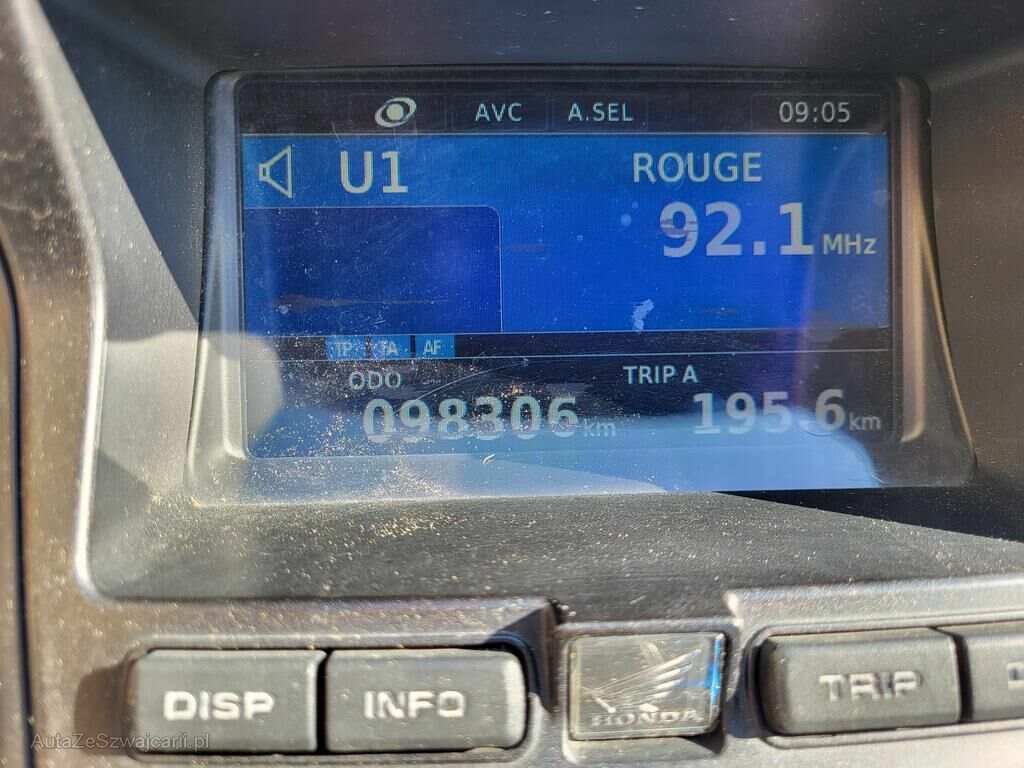 AVC A.SEL 09:05
U1 ROUGE
92.1 MHz
TP TA AF
ODO TRIP A
098306 km 195.6 km
DISP INFO HONDA TRIP
AutaZeSzwajcarii.pl